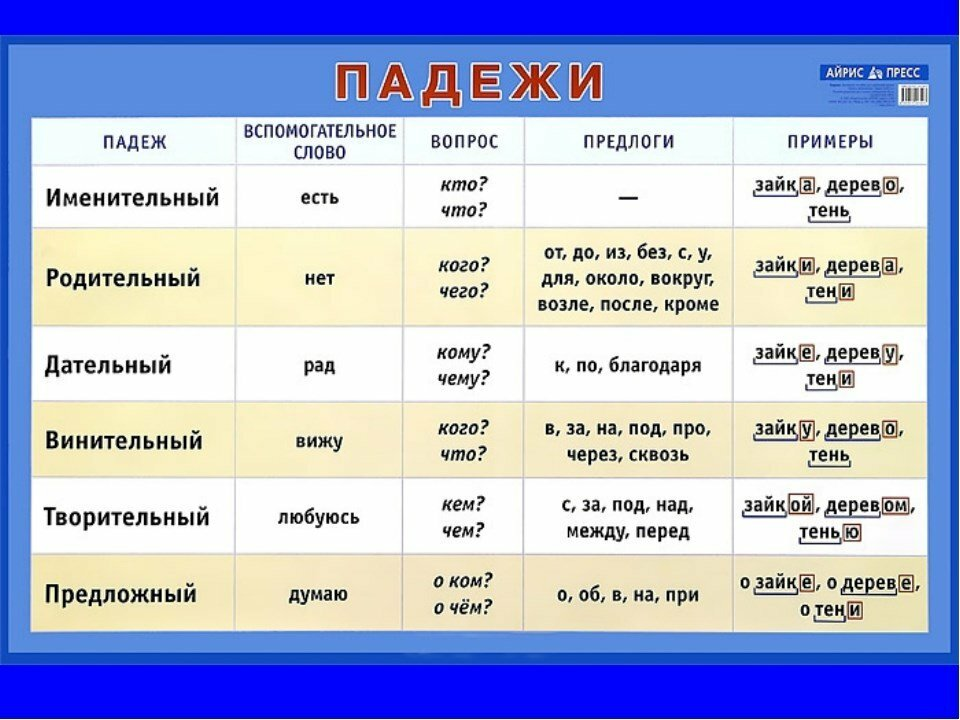 ПАДЕЖИ
АЙРИС ПРЕСС
ПАДЕЖ
ВСПОМОГАТЕЛЬНОЕ
СЛОВО
ВОПРОС
ПРЕДЛОГИ
ПРИМЕРЫ
Именительный
есть
кто?
что?
—
зайка, дерево,
тень
Родительный
нет
кого?
чего?
от, до, из, без, с, у,
для, около, вокруг,
возле, после, кроме
зайки, дерева,
тени
Дательный
рад
кому?
чему?
к, по, благодаря
зайке, дереву,
тени
Винительный
вижу
кого?
что?
в, за, на, под, про,
через, сквозь
зайку, дерево,
тень
Творительный
любуюсь
кем?
чем?
с, за, под, над,
между, перед
зайкой, деревом,
тенью
Предложный
думаю
о ком?
о чём?
о, об, в, на, при
о зайке, о дереве,
о тени